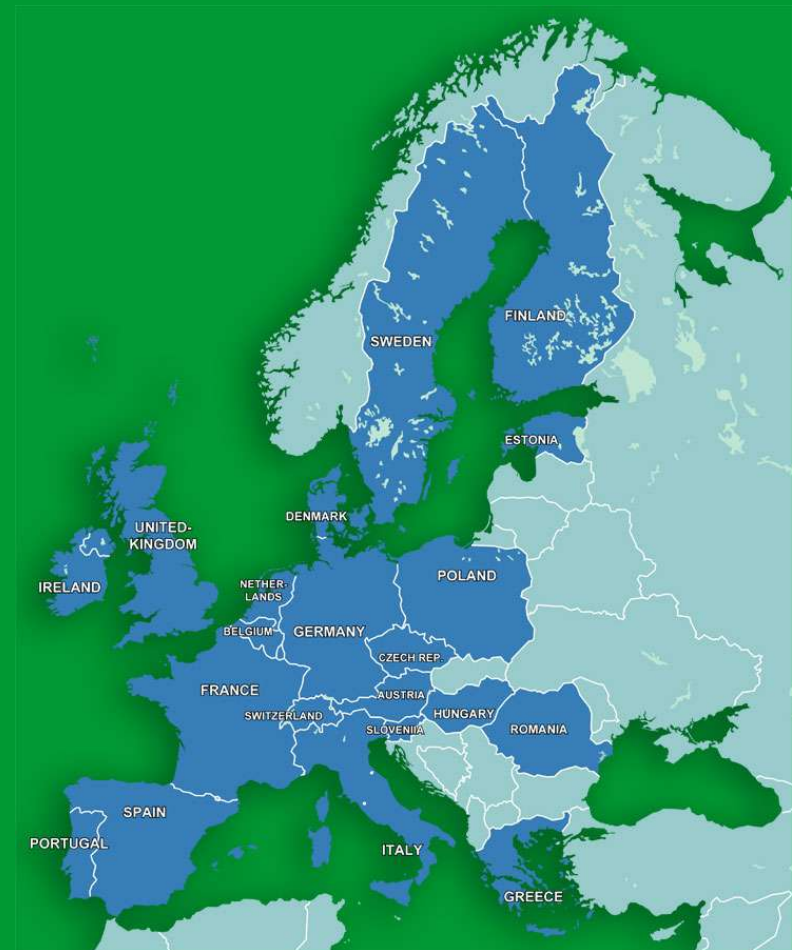 FINLAND
SWEDEN
ESTONIA
DENMARK
UNITED-
KINGDOM
IRELAND
NETHER-
LANDS
POLAND
BELGIUM
GERMANY
CZECH REP.
FRANCE
AUSTRIA
SWITZERLAND
HUNGARY
SLOVENIIA
ROMANIA
SPAIN
PORTUGAL
ITALY
GREECE